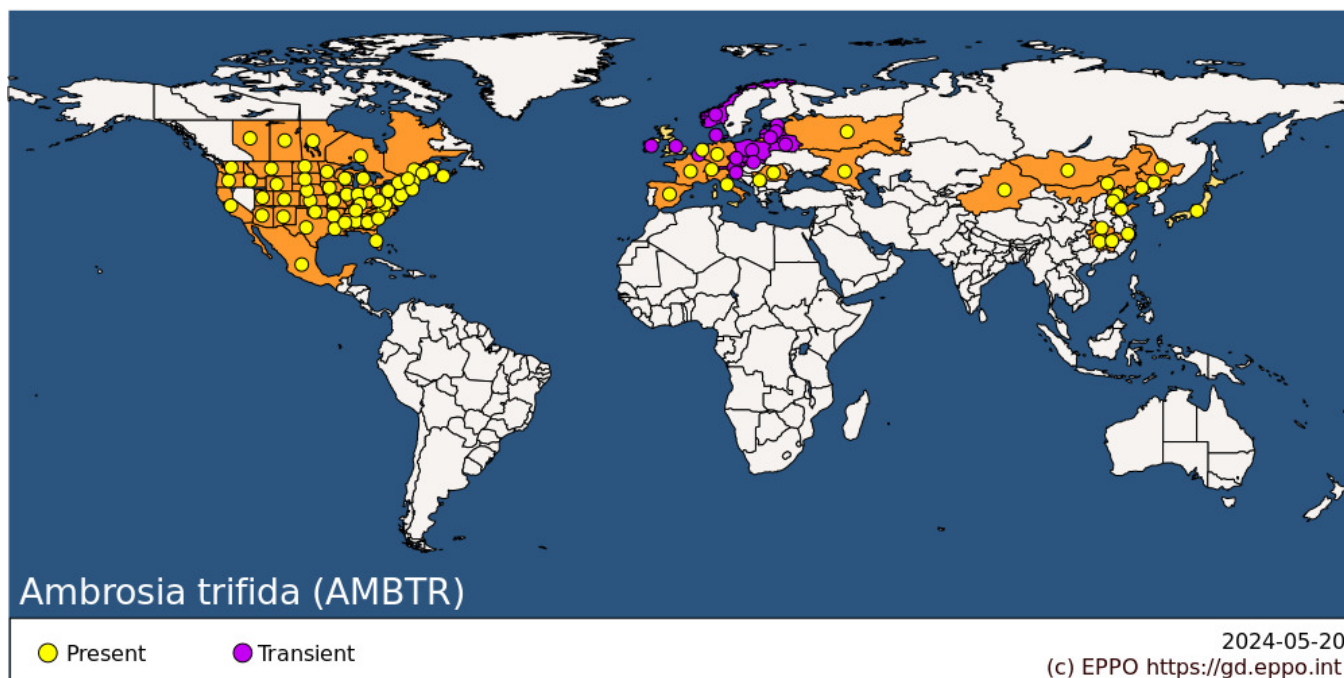 Ambrosia trifida (AMBTR)
Present
Transient
2024-05-20
(c) EPPO https://gd.eppo.int